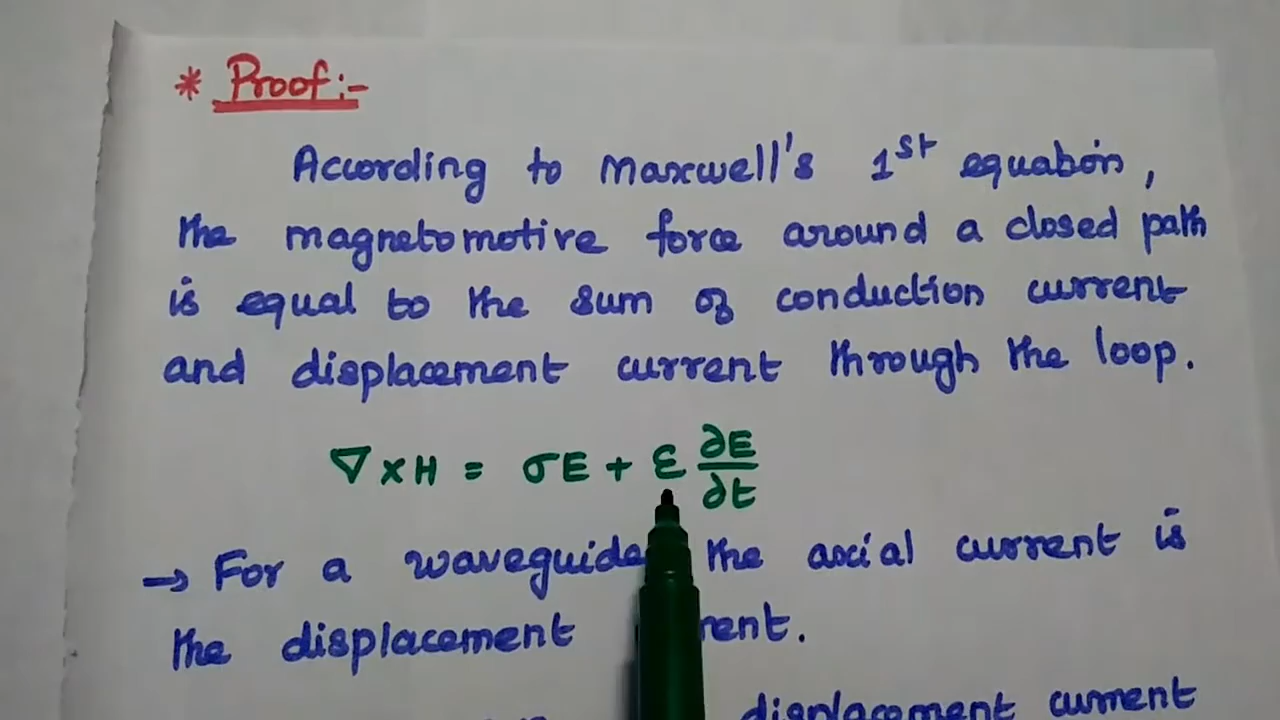 * Proof:-
According to Maxwell's 1st equation,
the magnetomotive force around a closed path
is equal to the sum of conduction current
and displacement current through the loop.
∇ x H = σE + ε ∂E/∂t
→ For a waveguide the axial current is
the displacement rent.
displacement current